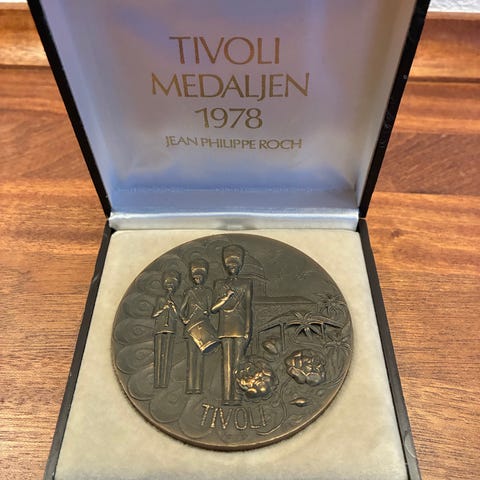 TIVOLI
MEDALJEN
1978
JEAN PHILIPPE ROCH
TIVOLI